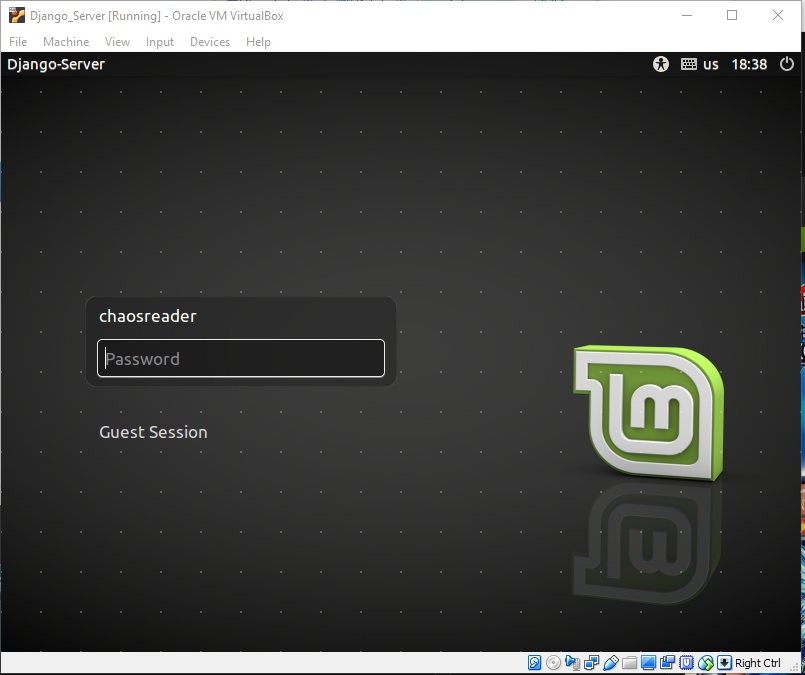 Django_Server [Running] - Oracle VM VirtualBox
File Machine View Input Devices Help
Django-Server us 18:38
chaosreader
Password
Guest Session
Right Ctrl